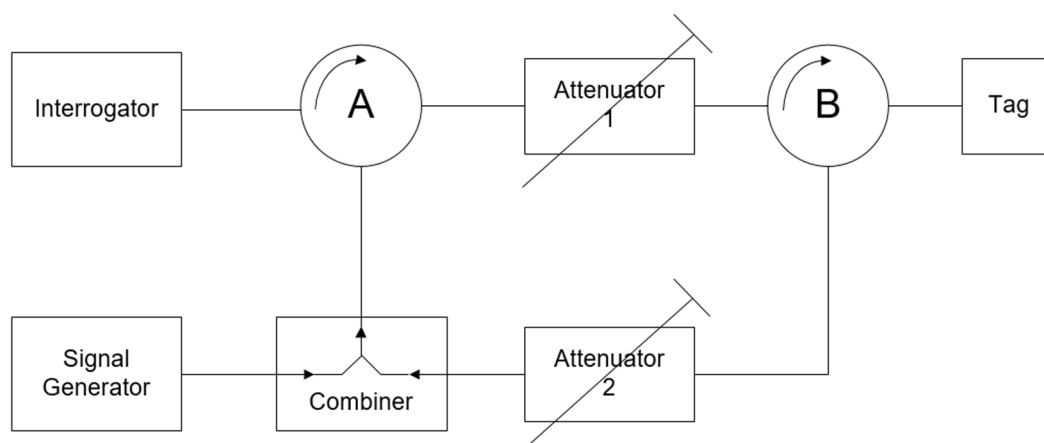 Interrogator
A
Attenuator
1
B
Tag
Signal
Generator
Combiner
Attenuator
2